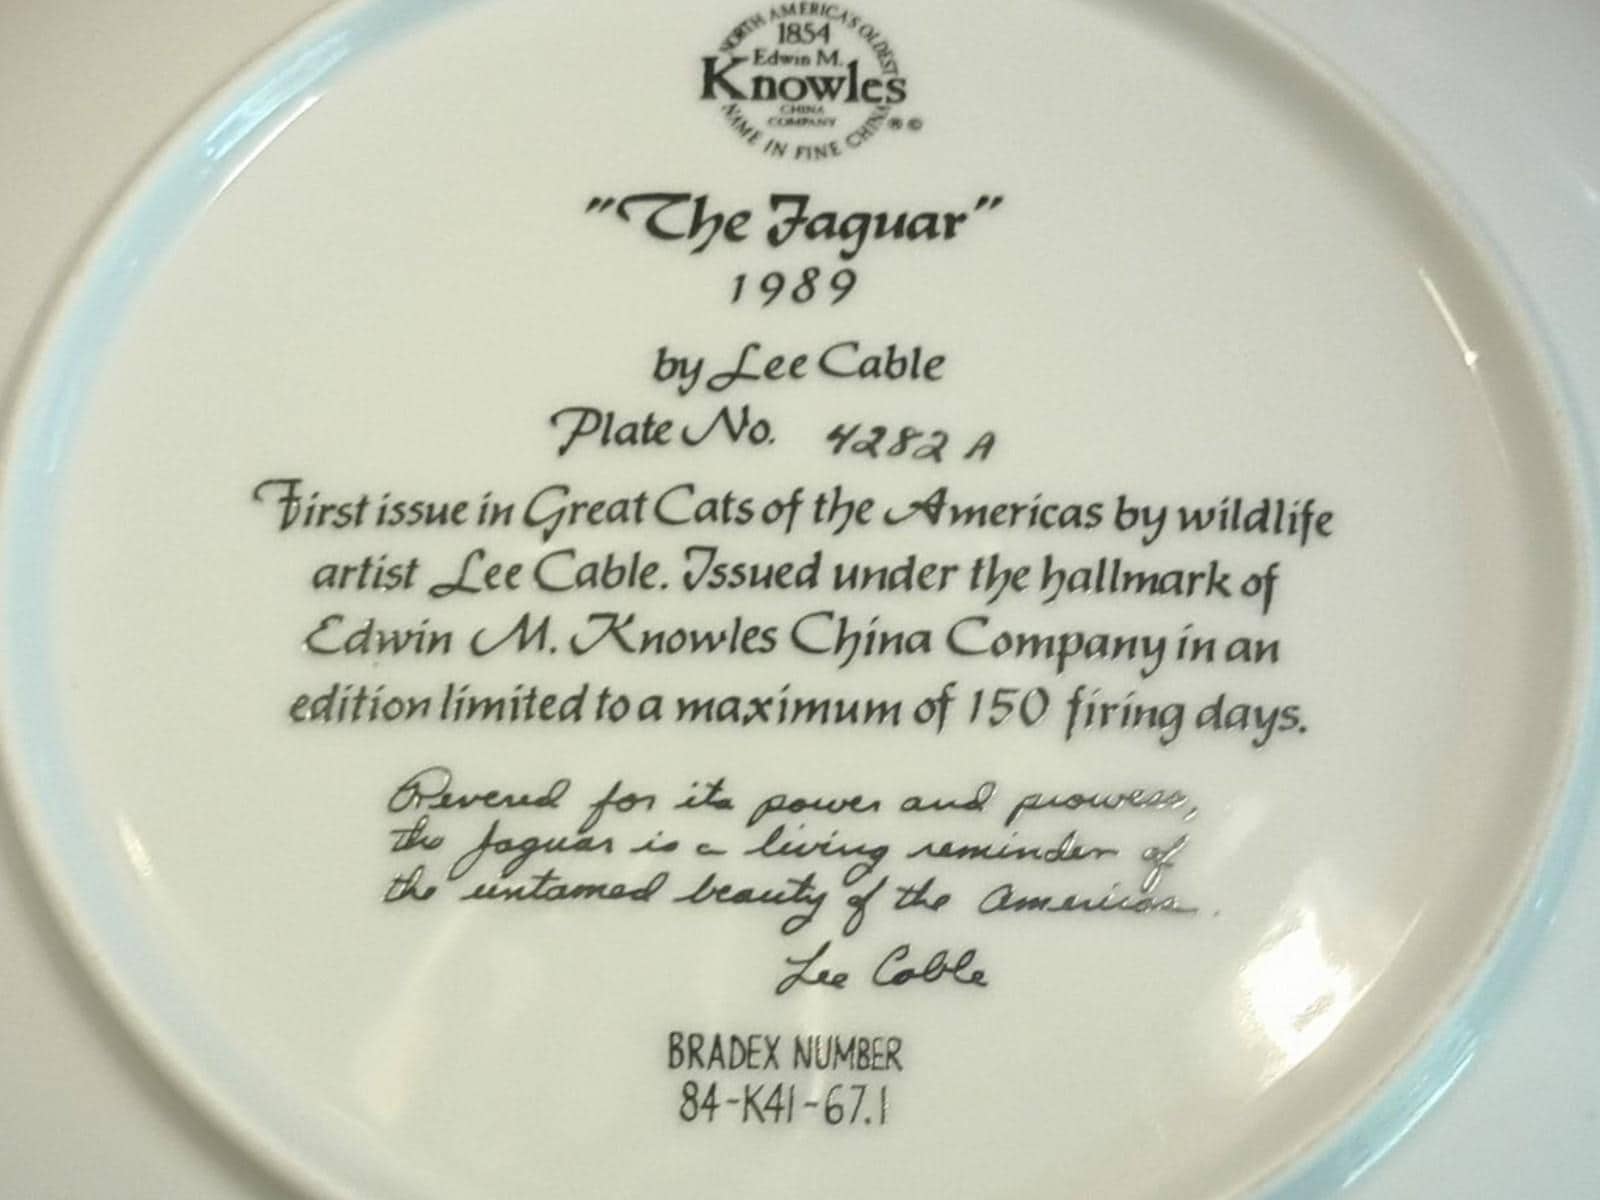 NORTH AMERICA'S OLDEST
1854
Edwin M.
Knowles
CHINA
COMPANY
NAME IN FINE CHINA
®©
"The Jaguar"
1989
by Lee Cable
Plate No. 4282 A
First issue in Great Cats of the Americas by wildlife
artist Lee Cable. Issued under the hallmark of
Edwin M. Knowles China Company in an
edition limited to a maximum of 150 firing days.
Revered for its power and prowess,
the jaguar is a living reminder of
the untamed beauty of the Americas.
Lee Cable
BRADEX NUMBER
84-K41-67.1